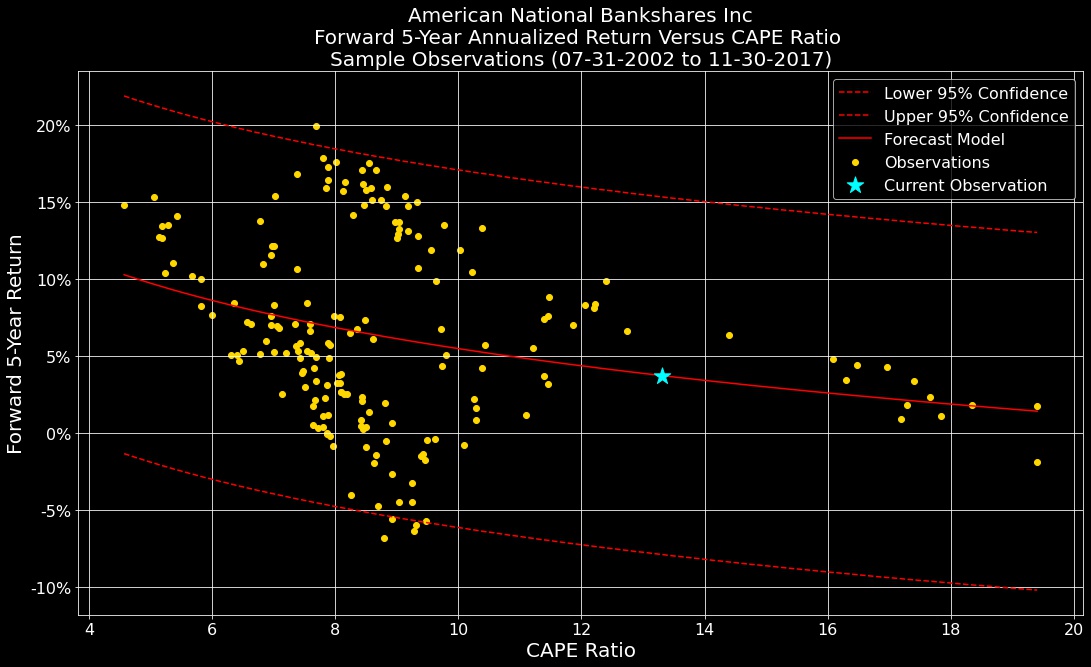 American National Bankshares Inc
Forward 5-Year Annualized Return Versus CAPE Ratio
Sample Observations (07-31-2002 to 11-30-2017)
Lower 95% Confidence
Upper 95% Confidence
Forecast Model
Observations
Current Observation
Forward 5-Year Return
20%
15%
10%
5%
0%
-5%
-10%
4 6 8 10 12 14 16 18 20
CAPE Ratio